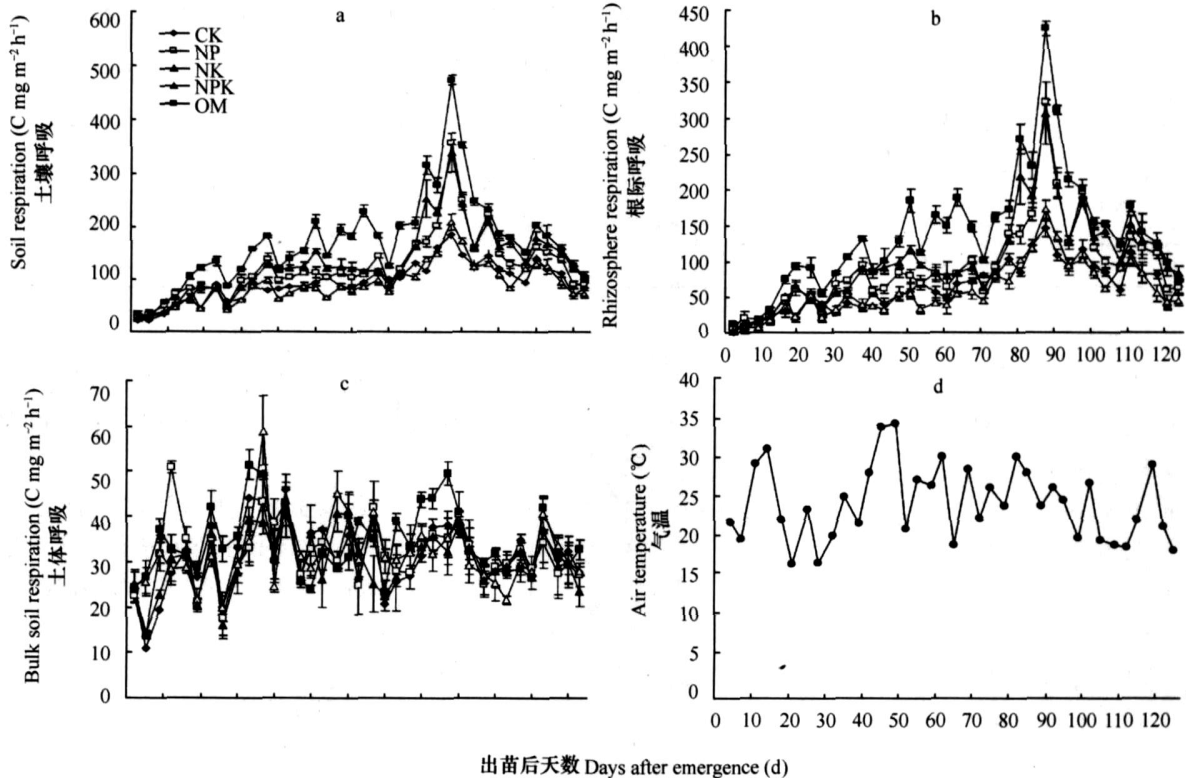 a
Soil respiration (C mg m⁻² h⁻¹)
土壤呼吸
600
500
400
300
200
100
0
CK
NP
NK
NPK
OM
b
Rhizosphere respiration (C mg m⁻² h⁻¹)
根际呼吸
450
400
350
300
250
200
150
100
50
0
0 10 20 30 40 50 60 70 80 90 100 110 120
c
Bulk soil respiration (C mg m⁻² h⁻¹)
土体呼吸
70
60
50
40
30
20
10
0
d
Air temperature (℃)
气温
40
35
30
25
20
15
10
5
0
0 10 20 30 40 50 60 70 80 90 100 110 120
出苗后天数 Days after emergence (d)